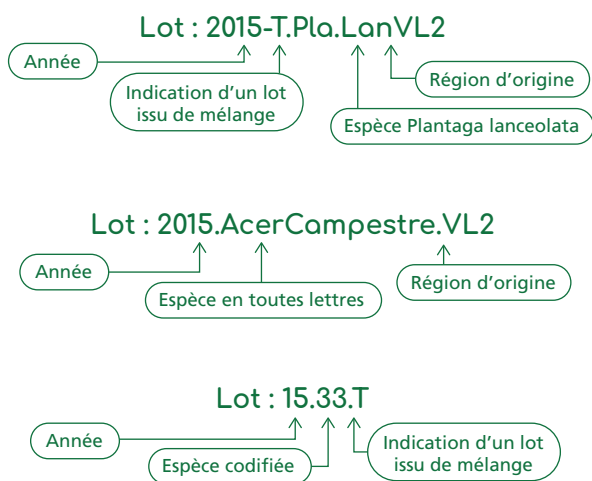 Lot : 2015-T.Pla.LanVL2
Année
Région d'origine
Indication d'un lot
issu de mélange
Espèce Plantaga lanceolata
Lot : 2015.AcerCampestre.VL2
Année
Région d'origine
Espèce en toutes lettres
Lot : 15.33.T
Année
Indication d'un lot
issu de mélange
Espèce codifiée